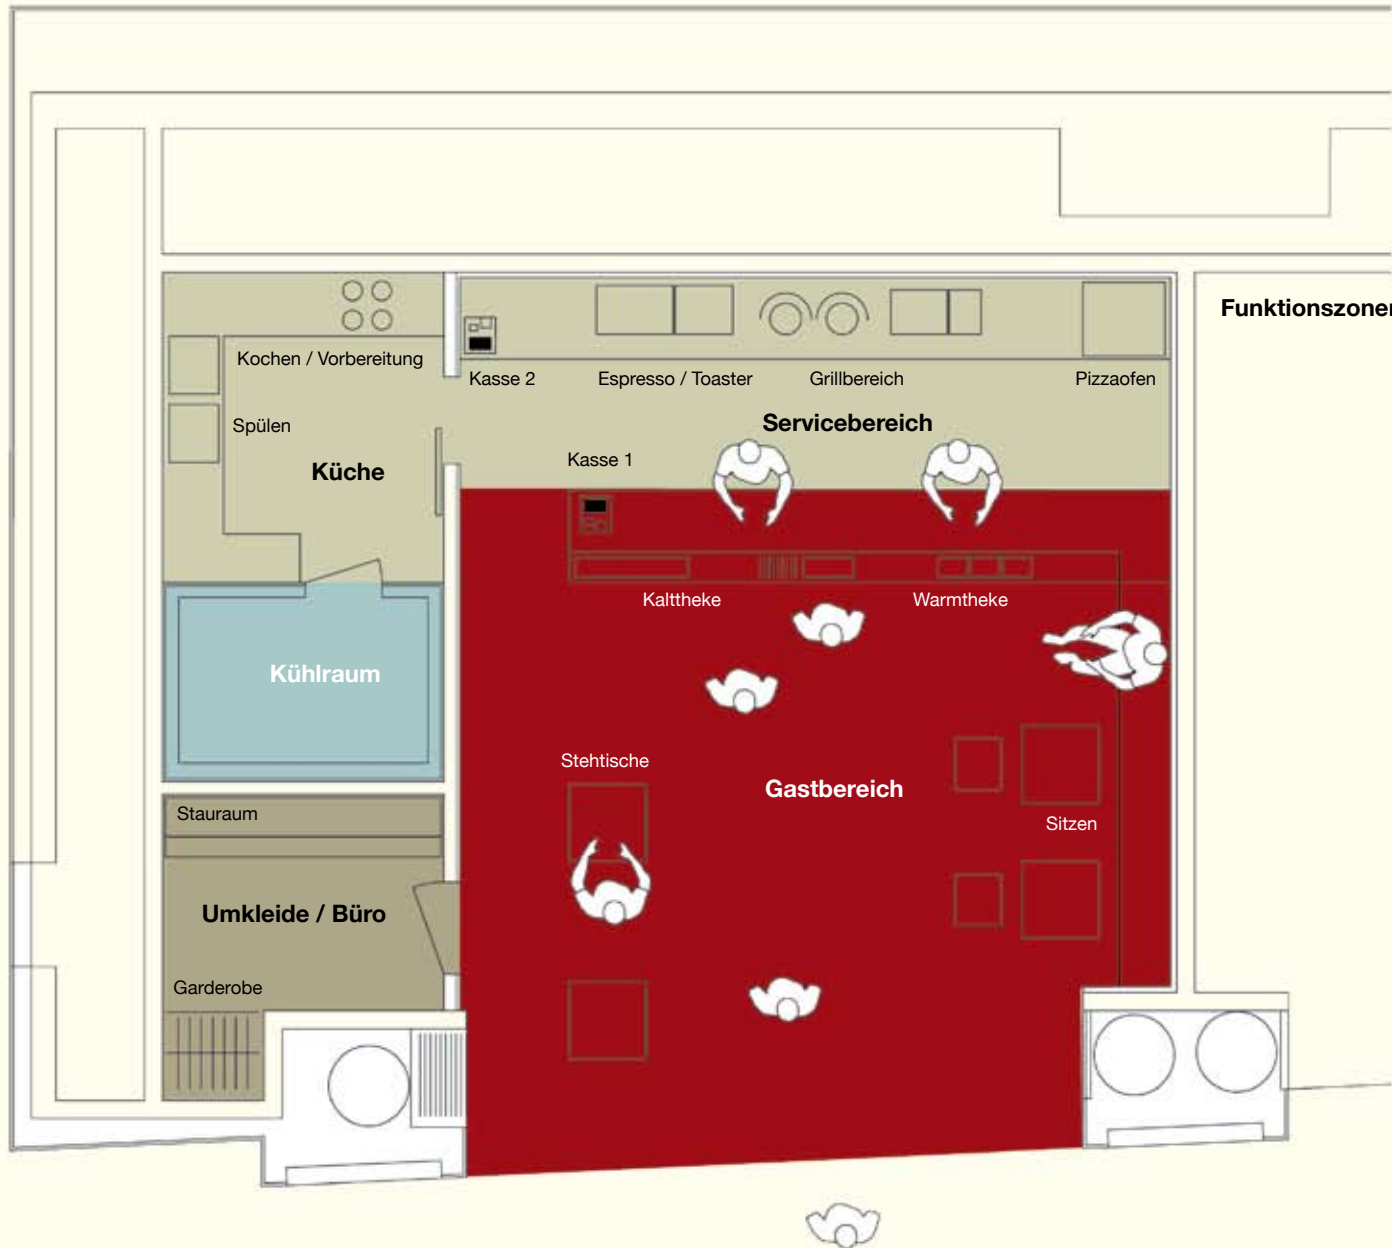 Funktionszonen
Kochen / Vorbereitung
Kasse 2
Espresso / Toaster
Grillbereich
Pizzaofen
Spülen
Servicebereich
Küche
Kasse 1
Kalttheke
Warmtheke
Kühlraum
Stehtische
Gastbereich
Stauraum
Sitzen
Umkleide / Büro
Garderobe